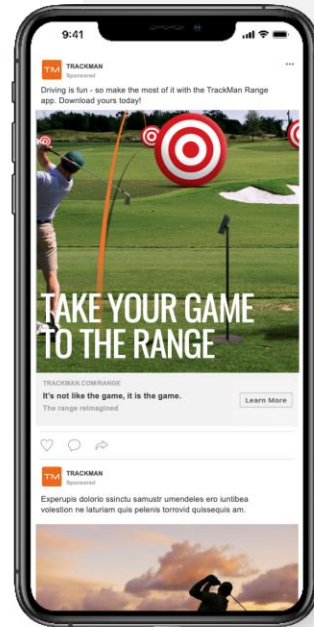 9:41
TM
TRACKMAN
Sponsored
Driving is fun - so make the most of it with the TrackMan Range
app. Download yours today!
TAKE YOUR GAME
TO THE RANGE
TRACKMAN.COM/RANGE
It's not like the game, it is the game.
The range reimagined
Learn More
TM
TRACKMAN
Sponsored
Experupis dolorio ssinctu samustr umendeles ero iuntibea
volestion ne laturiam quis pelenis torrovid quissequis am.